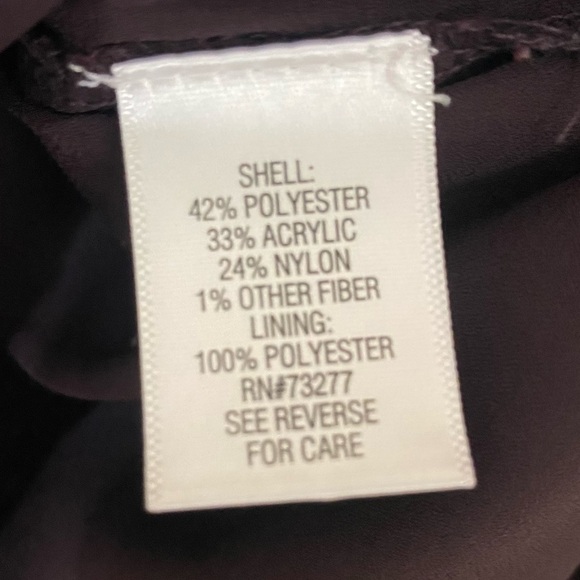 SHELL:
42% POLYESTER
33% ACRYLIC
24% NYLON
1% OTHER FIBER
LINING:
100% POLYESTER
RN#73277
SEE REVERSE
FOR CARE